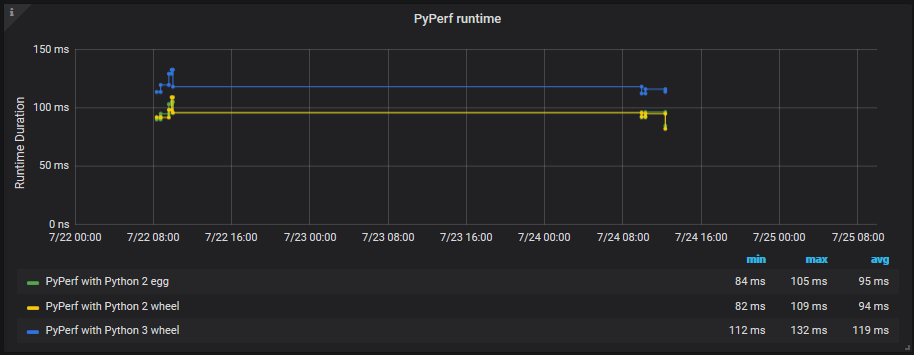 i
PyPerf runtime
Runtime Duration
150 ms
100 ms
50 ms
0 ns
7/22 00:00 7/22 08:00 7/22 16:00 7/23 00:00 7/23 08:00 7/23 16:00 7/24 00:00 7/24 08:00 7/24 16:00 7/25 00:00 7/25 08:00
min max avg
PyPerf with Python 2 egg 84 ms 105 ms 95 ms
PyPerf with Python 2 wheel 82 ms 109 ms 94 ms
PyPerf with Python 3 wheel 112 ms 132 ms 119 ms